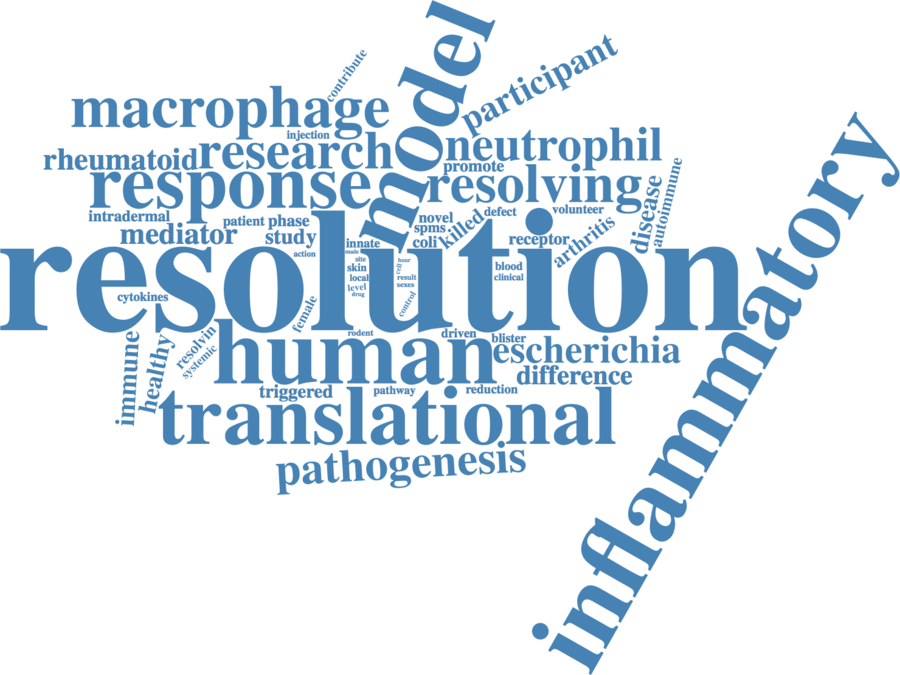 contribute
model
participant
macrophage
injection
rheumatoid
research
neutrophil
promote
response
resolving
disease
autoimmune
intradermal
patient
phase
novel
defect
volunteer
spms
killed
mediator
study
innate
coli
receptor
arthritis
action
male
site
hour
skin
cell
blood
local
result
clinical
level
sexes
drug
control
resolution
inflammatory
cytokines
female
rodent
driven
blister
immune
healthy
resolvin
systemic
human
escherichia
difference
triggered
pathway
reduction
translational
pathogenesis